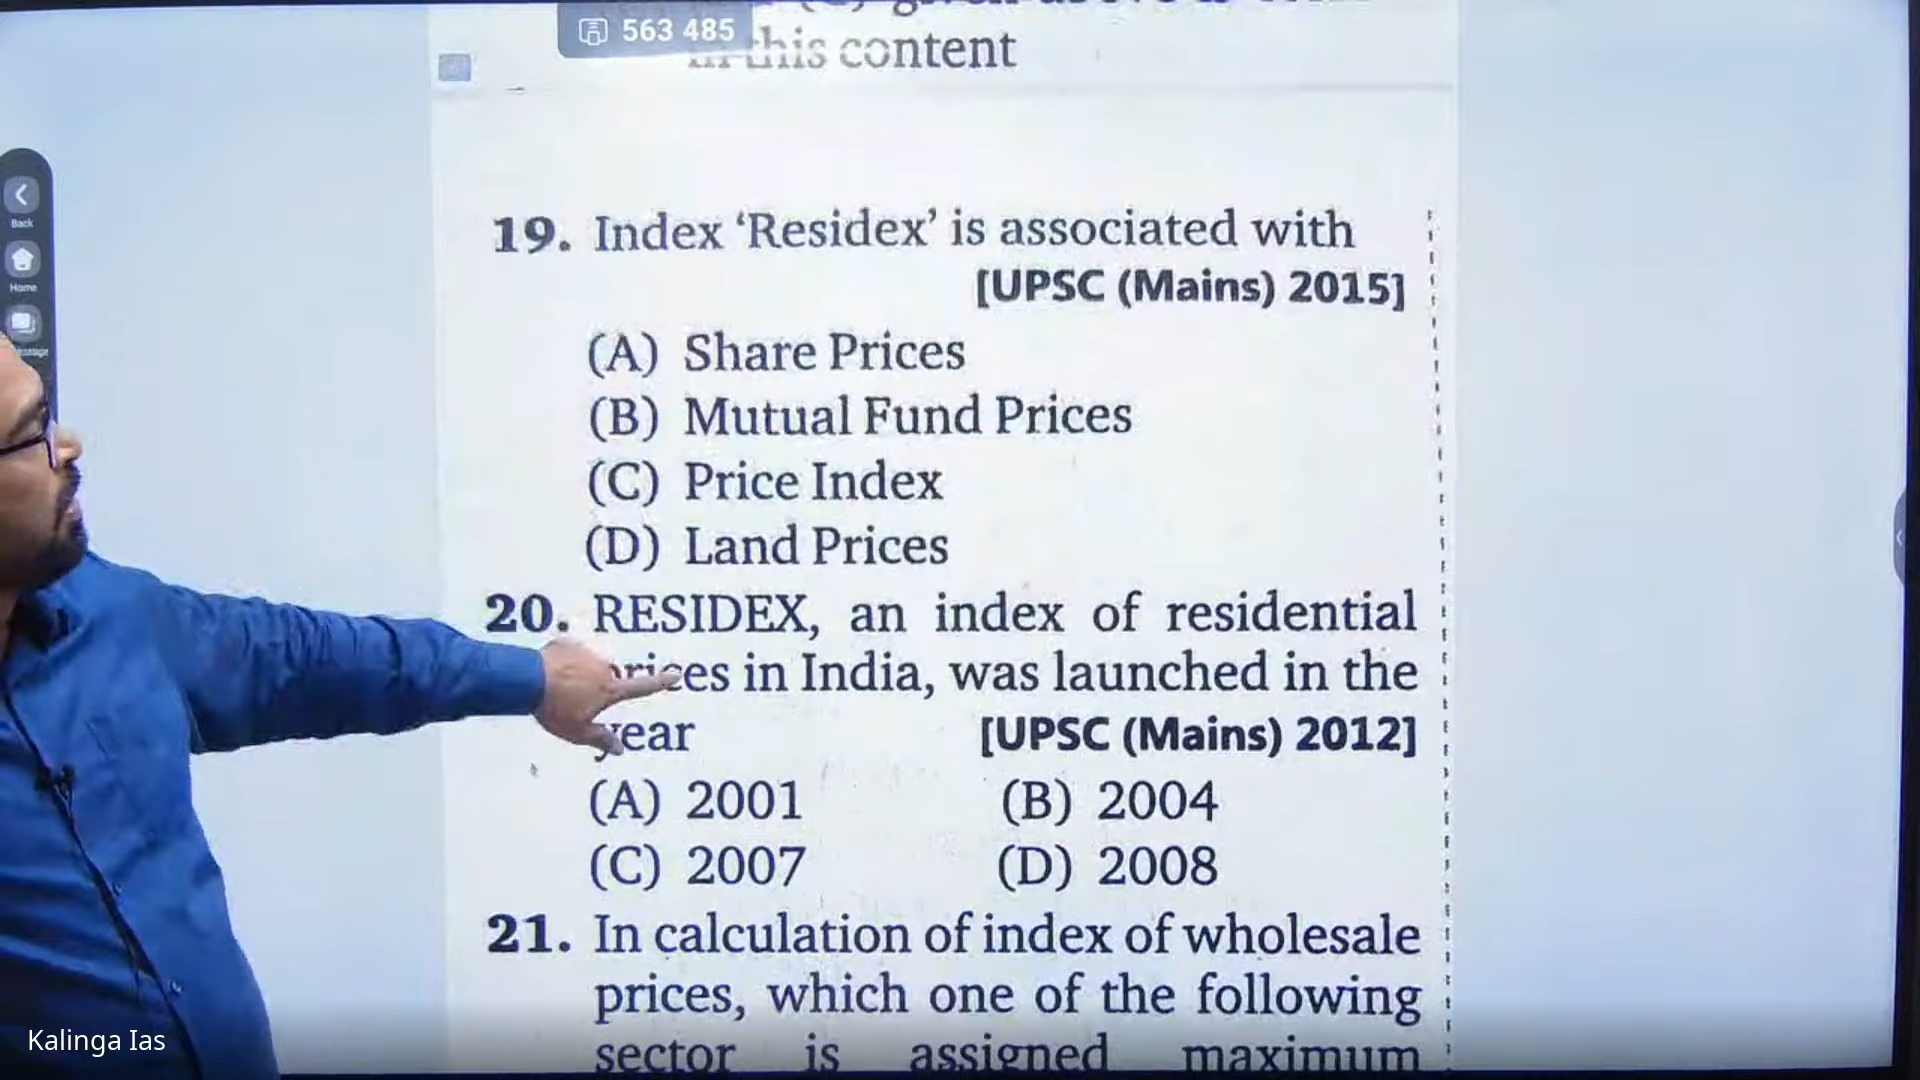 563 485
this content
Back
Home
19. Index ‘Residex’ is associated with
[UPSC (Mains) 2015]
(A) Share Prices
(B) Mutual Fund Prices
(C) Price Index
(D) Land Prices
20. RESIDEX, an index of residential
prices in India, was launched in the
year [UPSC (Mains) 2012]
(A) 2001 (B) 2004
(C) 2007 (D) 2008
21. In calculation of index of wholesale
prices, which one of the following
sector is assigned maximum
Kalinga Ias